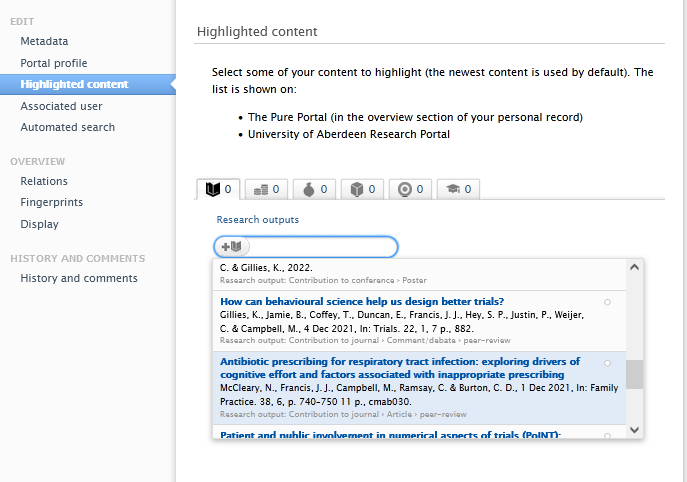 EDIT
Metadata
Portal profile
Highlighted content
Associated user
Automated search
OVERVIEW
Relations
Fingerprints
Display
HISTORY AND COMMENTS
History and comments
Highlighted content
Select some of your content to highlight (the newest content is used by default). The
list is shown on:
• The Pure Portal (in the overview section of your personal record)
• University of Aberdeen Research Portal
0 0 0 0 0 0
Research outputs
C. & Gillies, K., 2022.
Research output: Contribution to conference › Poster
How can behavioural science help us design better trials?
Gillies, K., Jamie, B., Coffey, T., Duncan, E., Francis, J. J., Hey, S. P., Justin, P., Weijer,
C. & Campbell, M., 4 Dec 2021, In: Trials. 22, 1, 7 p., 882.
Research output: Contribution to journal › Comment/debate › peer-review
Antibiotic prescribing for respiratory tract infection: exploring drivers of
cognitive effort and factors associated with inappropriate prescribing
McCleary, N., Francis, J. J., Campbell, M., Ramsay, C. & Burton, C. D., 1 Dec 2021, In: Family
Practice. 38, 6, p. 740-750 11 p., cmab030.
Research output: Contribution to journal › Article › peer-review
Patient and public involvement in numerical aspects of trials (PoINT):